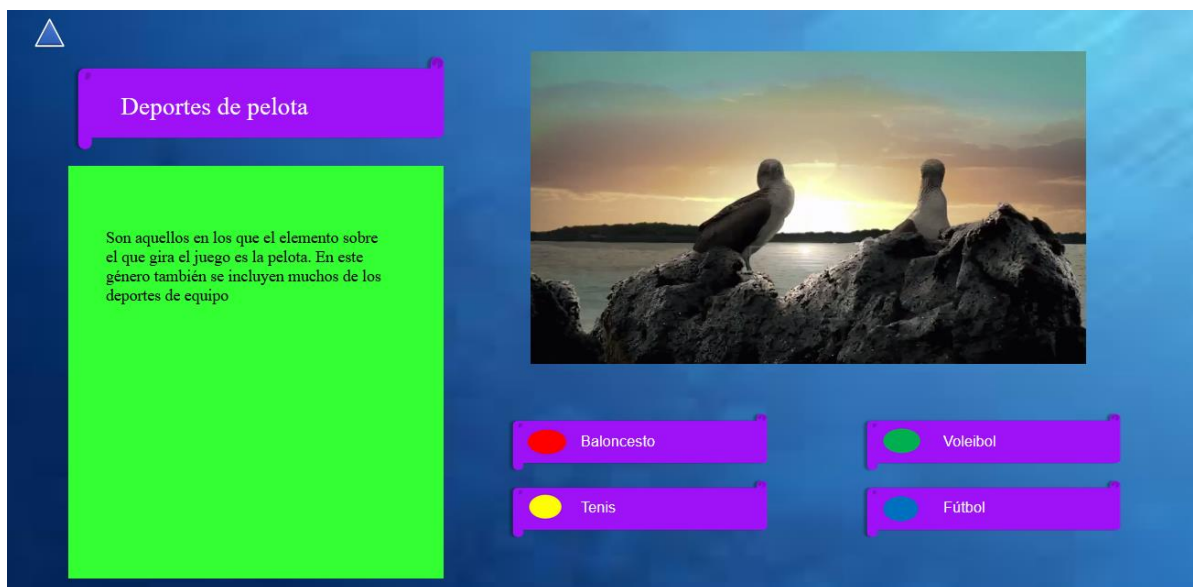 Deportes de pelota
Son aquellos en los que el elemento sobre
el que gira el juego es la pelota. En este
género también se incluyen muchos de los
deportes de equipo
Baloncesto
Voleibol
Tenis
Fútbol